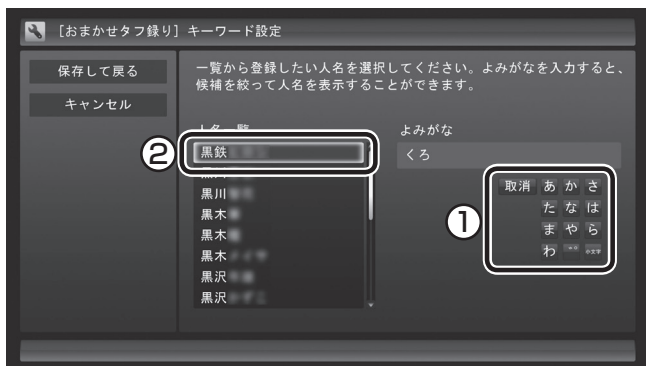 [おまかせタフ録り] キーワード設定
保存して戻る
キャンセル
一覧から登録したい人名を選択してください。よみがなを入力すると、
候補を絞って人名を表示することができます。
よみがな
くろ
②
黒鉄
黒川
黒木
黒木
黒木
黒沢
黒沢
①
取消 あ か さ
た な は
ま や ら
わ ゛゜ 小文字